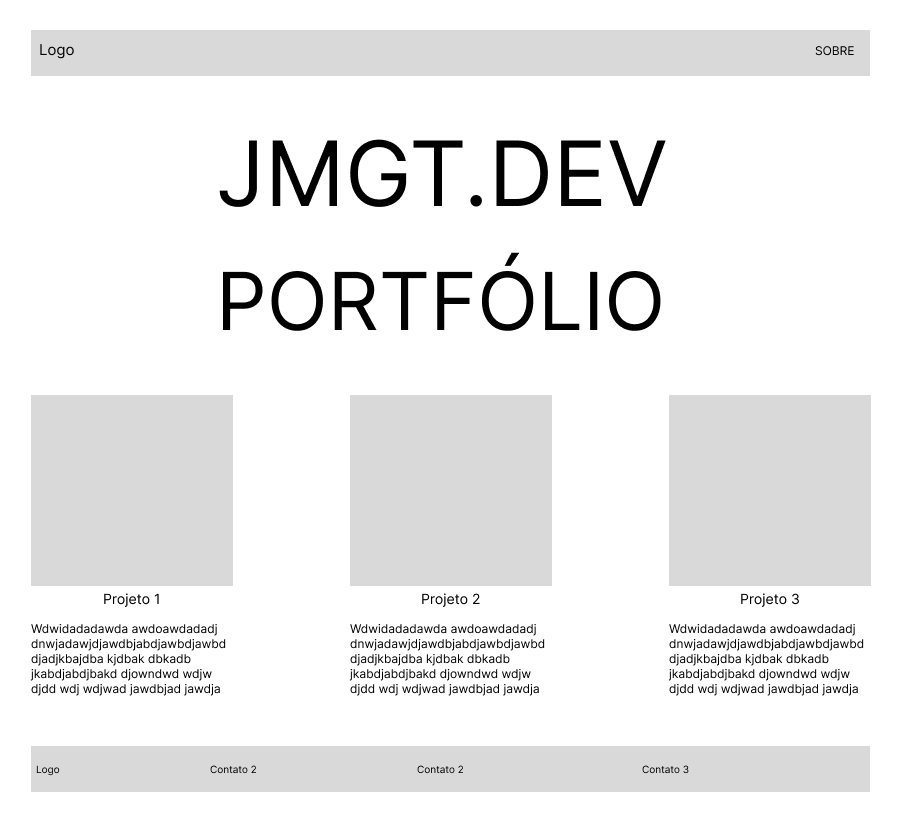 Logo
SOBRE
JMGT.DEV
PORTFÓLIO
Projeto 1
Wdwidadadawda awdoawdadadj
dnwjadawjdjawdbjabdjawbdjawbd
djadjkbajdba kjdbak dbkadb
jkabdjabdjbakd djowndwd wdjw
djdd wdj wdjwad jawdbjad jawdja
Projeto 2
Wdwidadadawda awdoawdadadj
dnwjadawjdjawdbjabdjawbdjawbd
djadjkbajdba kjdbak dbkadb
jkabdjabdjbakd djowndwd wdjw
djdd wdj wdjwad jawdbjad jawdja
Projeto 3
Wdwidadadawda awdoawdadadj
dnwjadawjdjawdbjabdjawbdjawbd
djadjkbajdba kjdbak dbkadb
jkabdjabdjbakd djowndwd wdjw
djdd wdj wdjwad jawdbjad jawdja
Logo
Contato 2
Contato 2
Contato 3